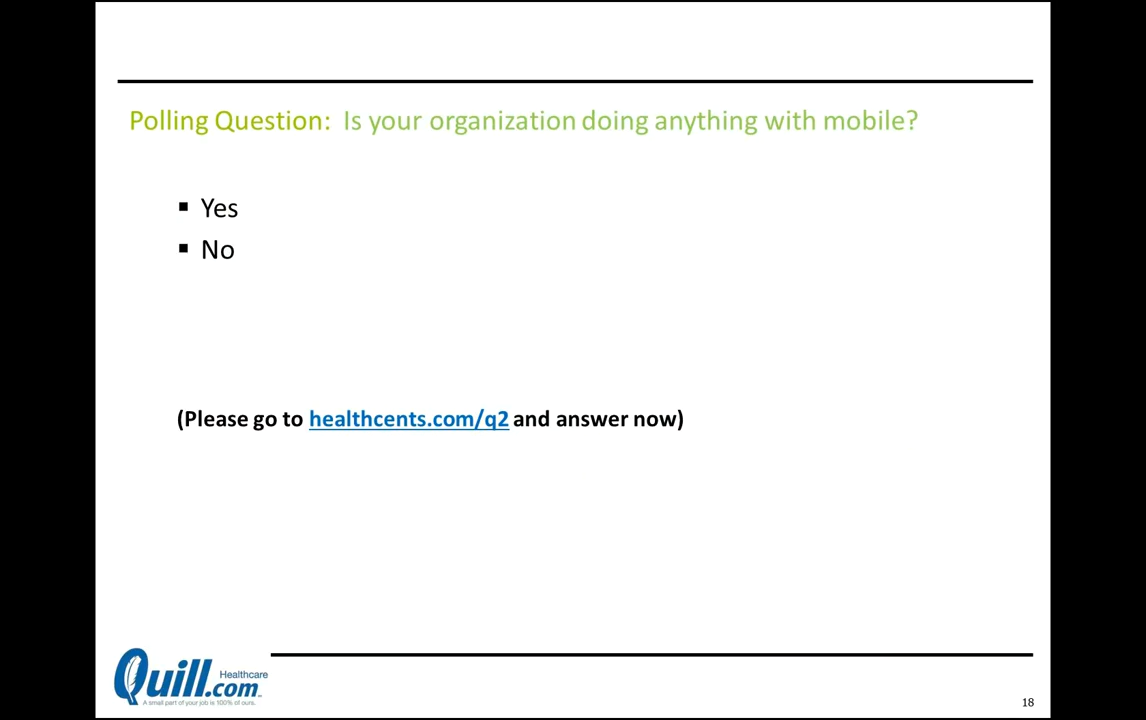 Polling Question: Is your organization doing anything with mobile?
▪ Yes
▪ No
(Please go to healthcents.com/q2 and answer now)
Quill.com Healthcare
A small part of your job is 100% of ours.
18